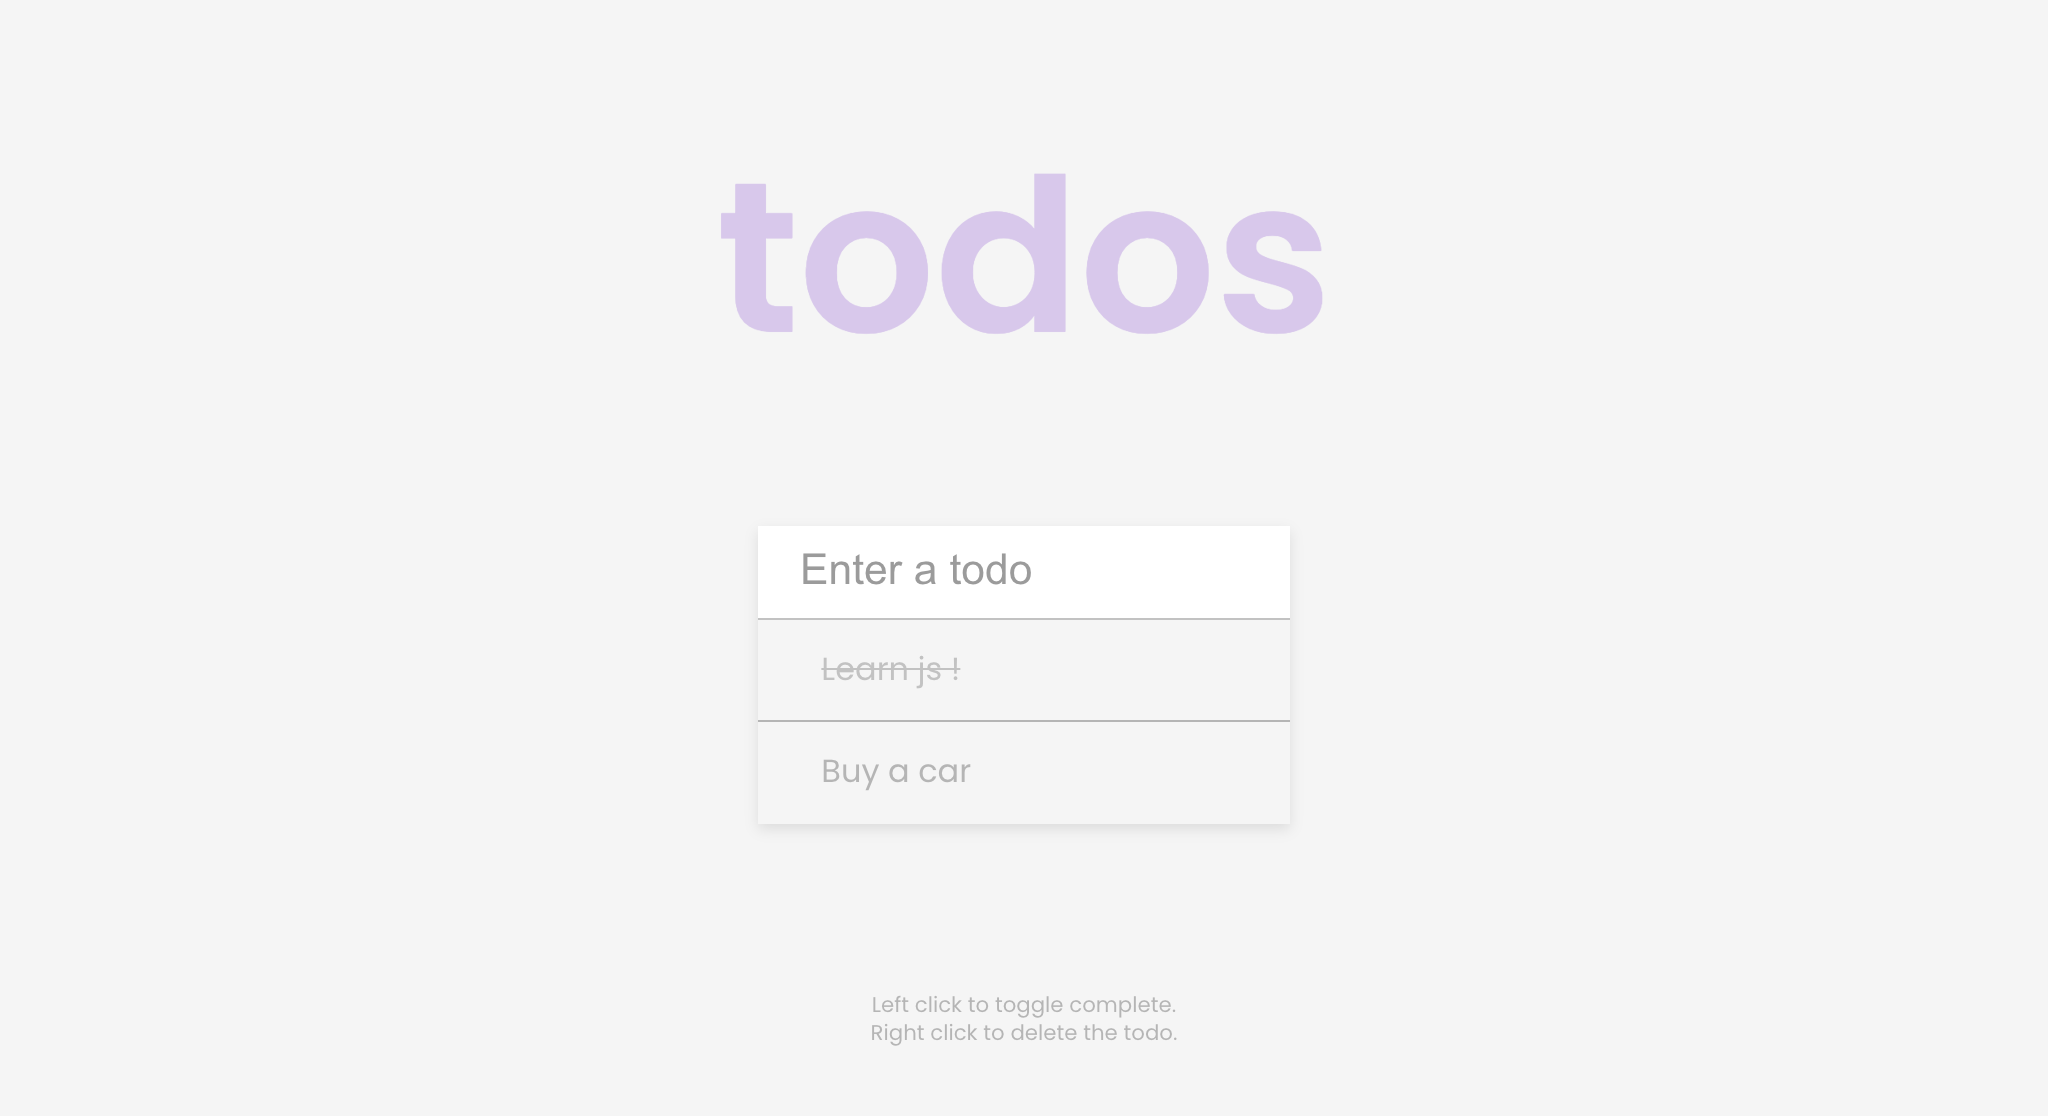 todos
Enter a todo
Learn js !
Buy a car
Left click to toggle complete.
Right click to delete the todo.